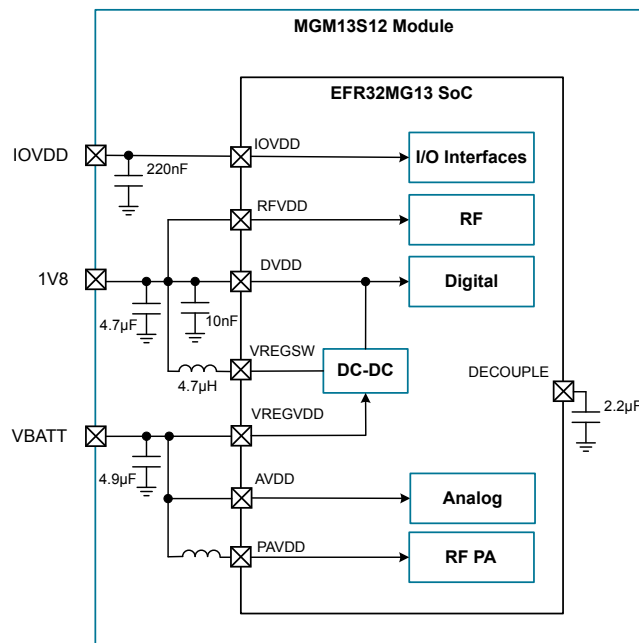 MGM13S12 Module
EFR32MG13 SoC
IOVDD
IOVDD
I/O Interfaces
220nF
RFVDD
RF
1V8
DVDD
Digital
4.7µF
10nF
VREGSW
DC-DC
DECOUPLE
4.7µH
2.2µF
VREGVDD
VBATT
4.9µF
AVDD
Analog
PAVDD
RF PA